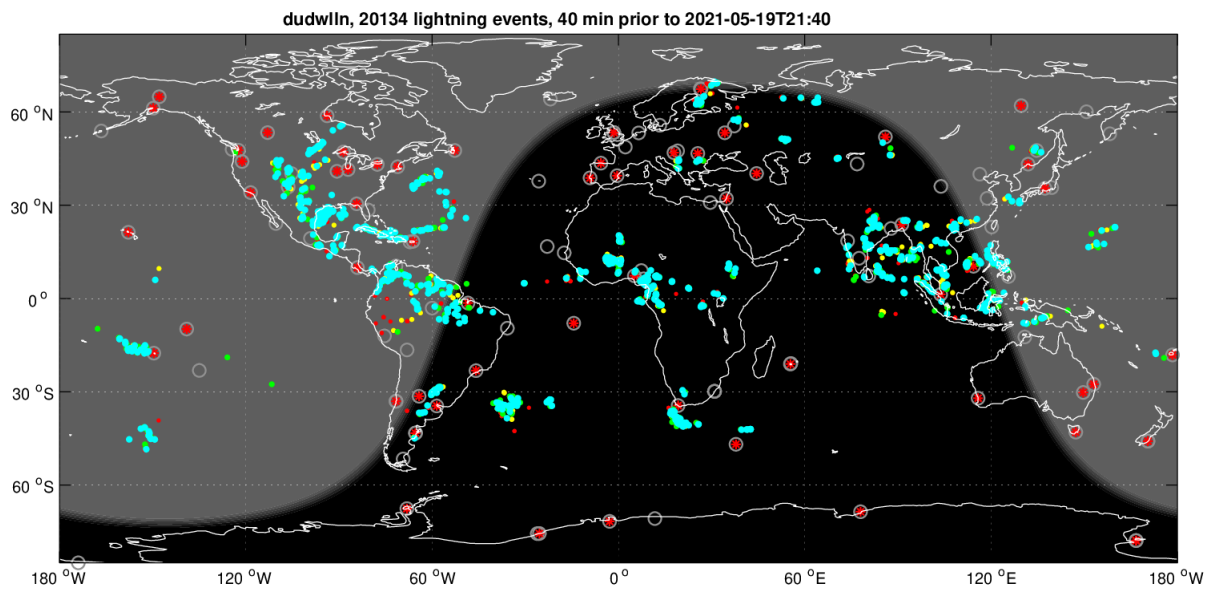 dudwlln, 20134 lightning events, 40 min prior to 2021-05-19T21:40
60 °N
30 °N
0 °
30 °S
60 °S
180 °W
120 °W
60 °W
0 °
60 °E
120 °E
180 °W